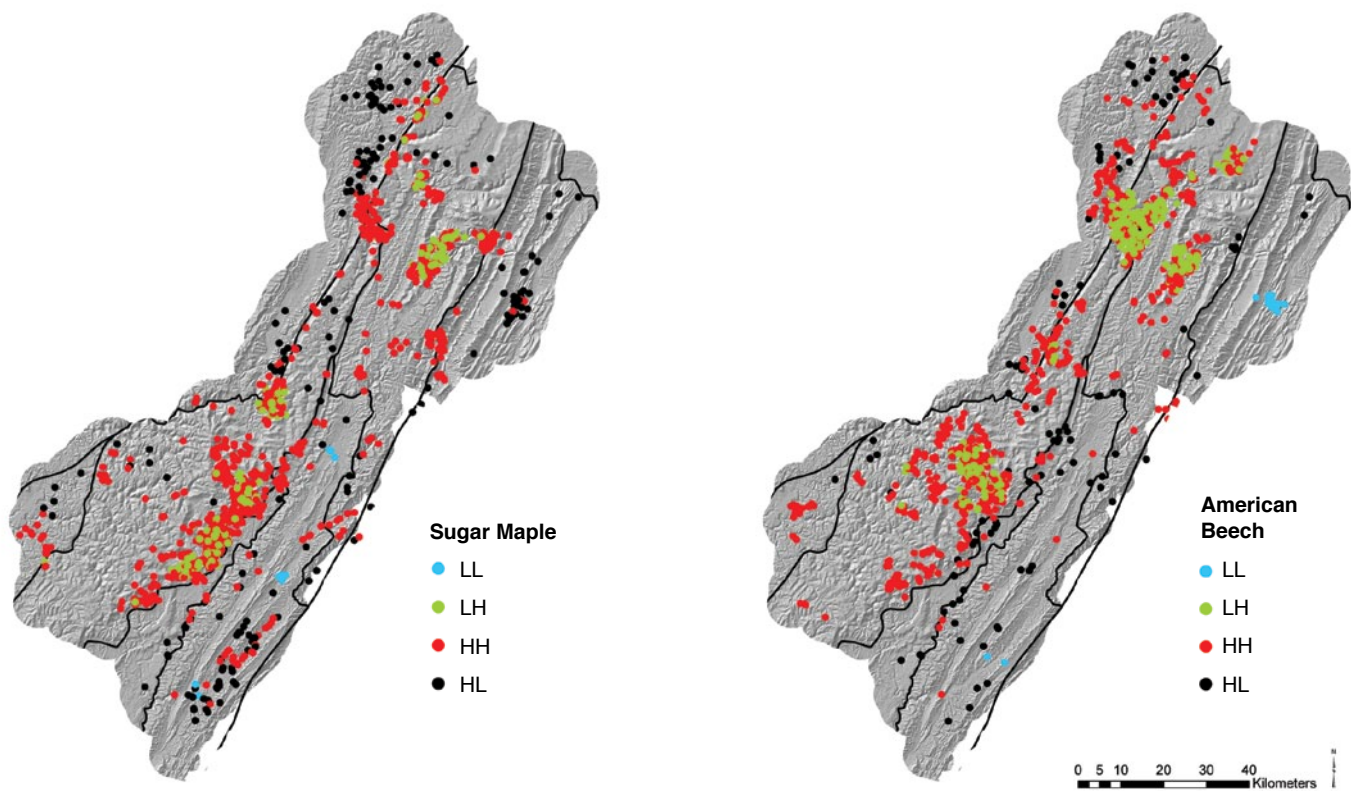 Sugar Maple
LL
LH
HH
HL
American
Beech
LL
LH
HH
HL
0 5 10 20 30 40
Kilometers
N